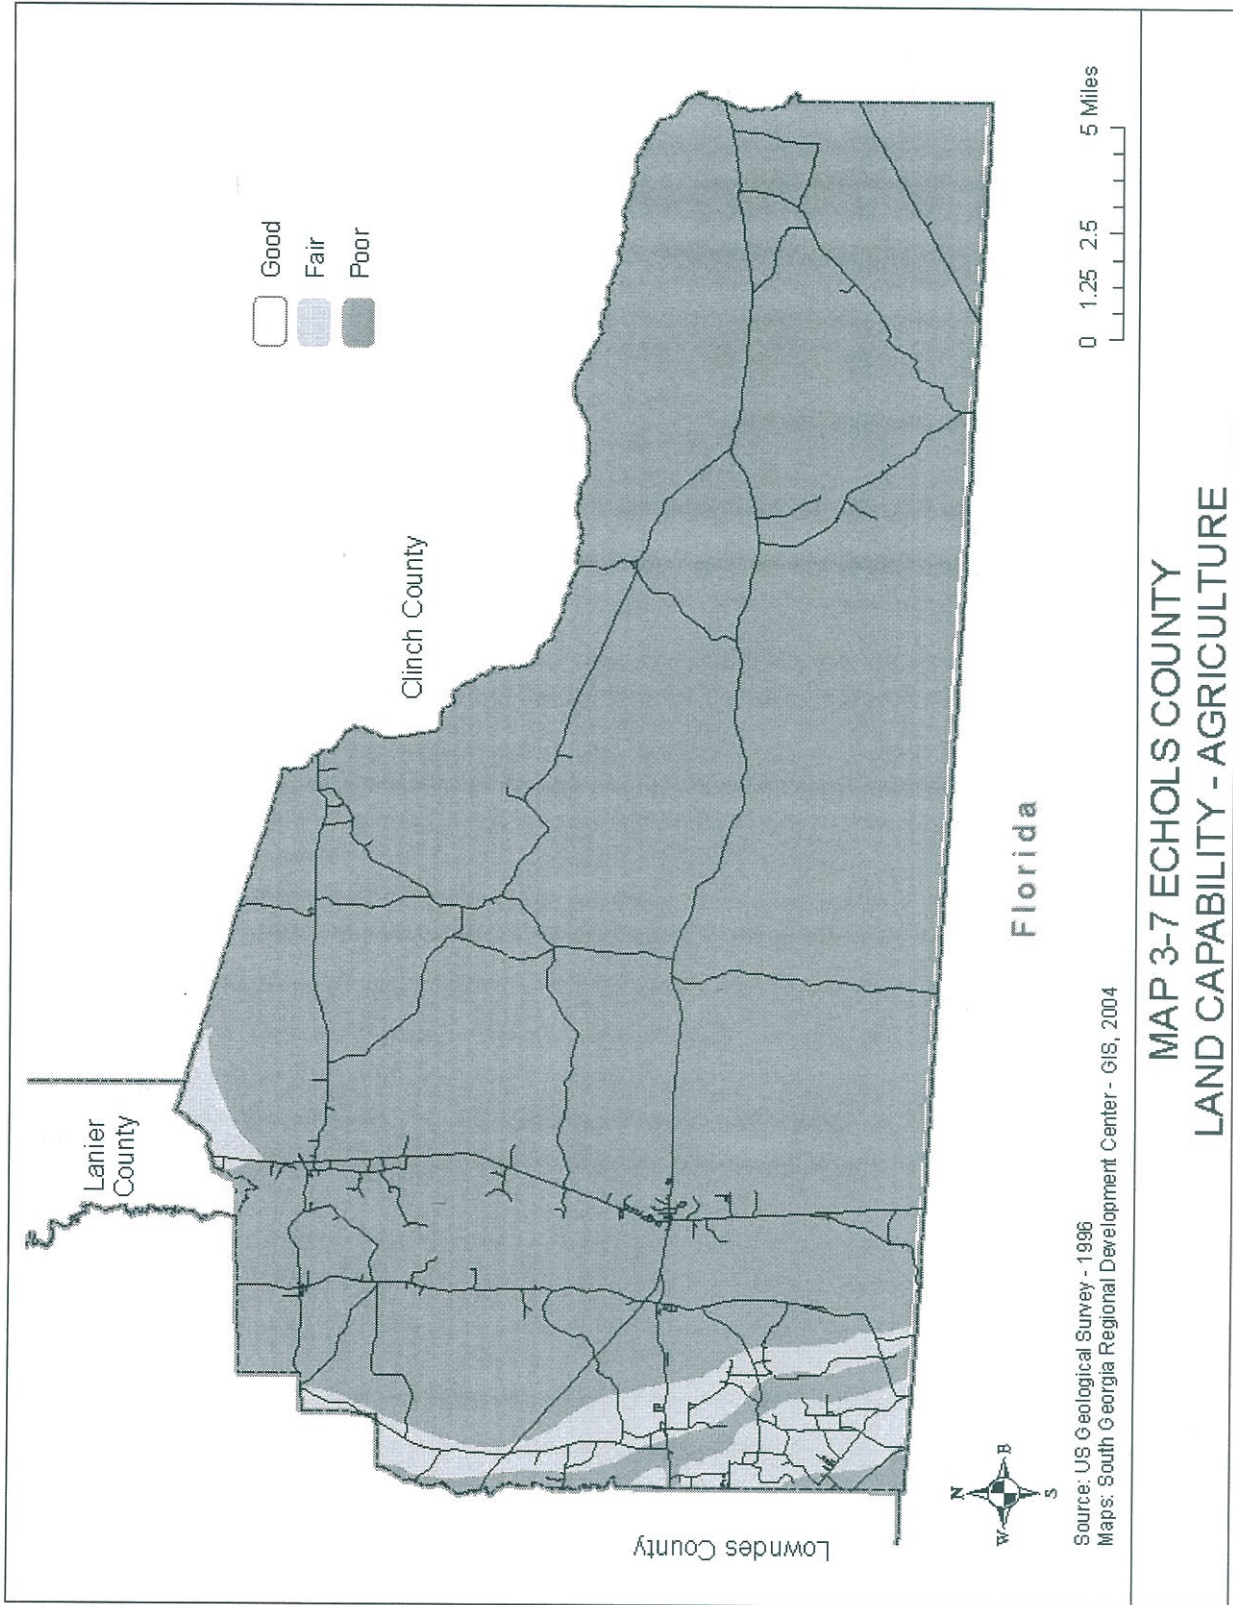 Lanier
County
Clinch County
Good
Fair
Poor
Lowndes County
Florida
N
W
B
S
0 1.25 2.5 5 Miles
Source: US Geological Survey - 1996
Maps: South Georgia Regional Development Center - GIS, 2004
MAP 3-7 ECHOLS COUNTY
LAND CAPABILITY - AGRICULTURE